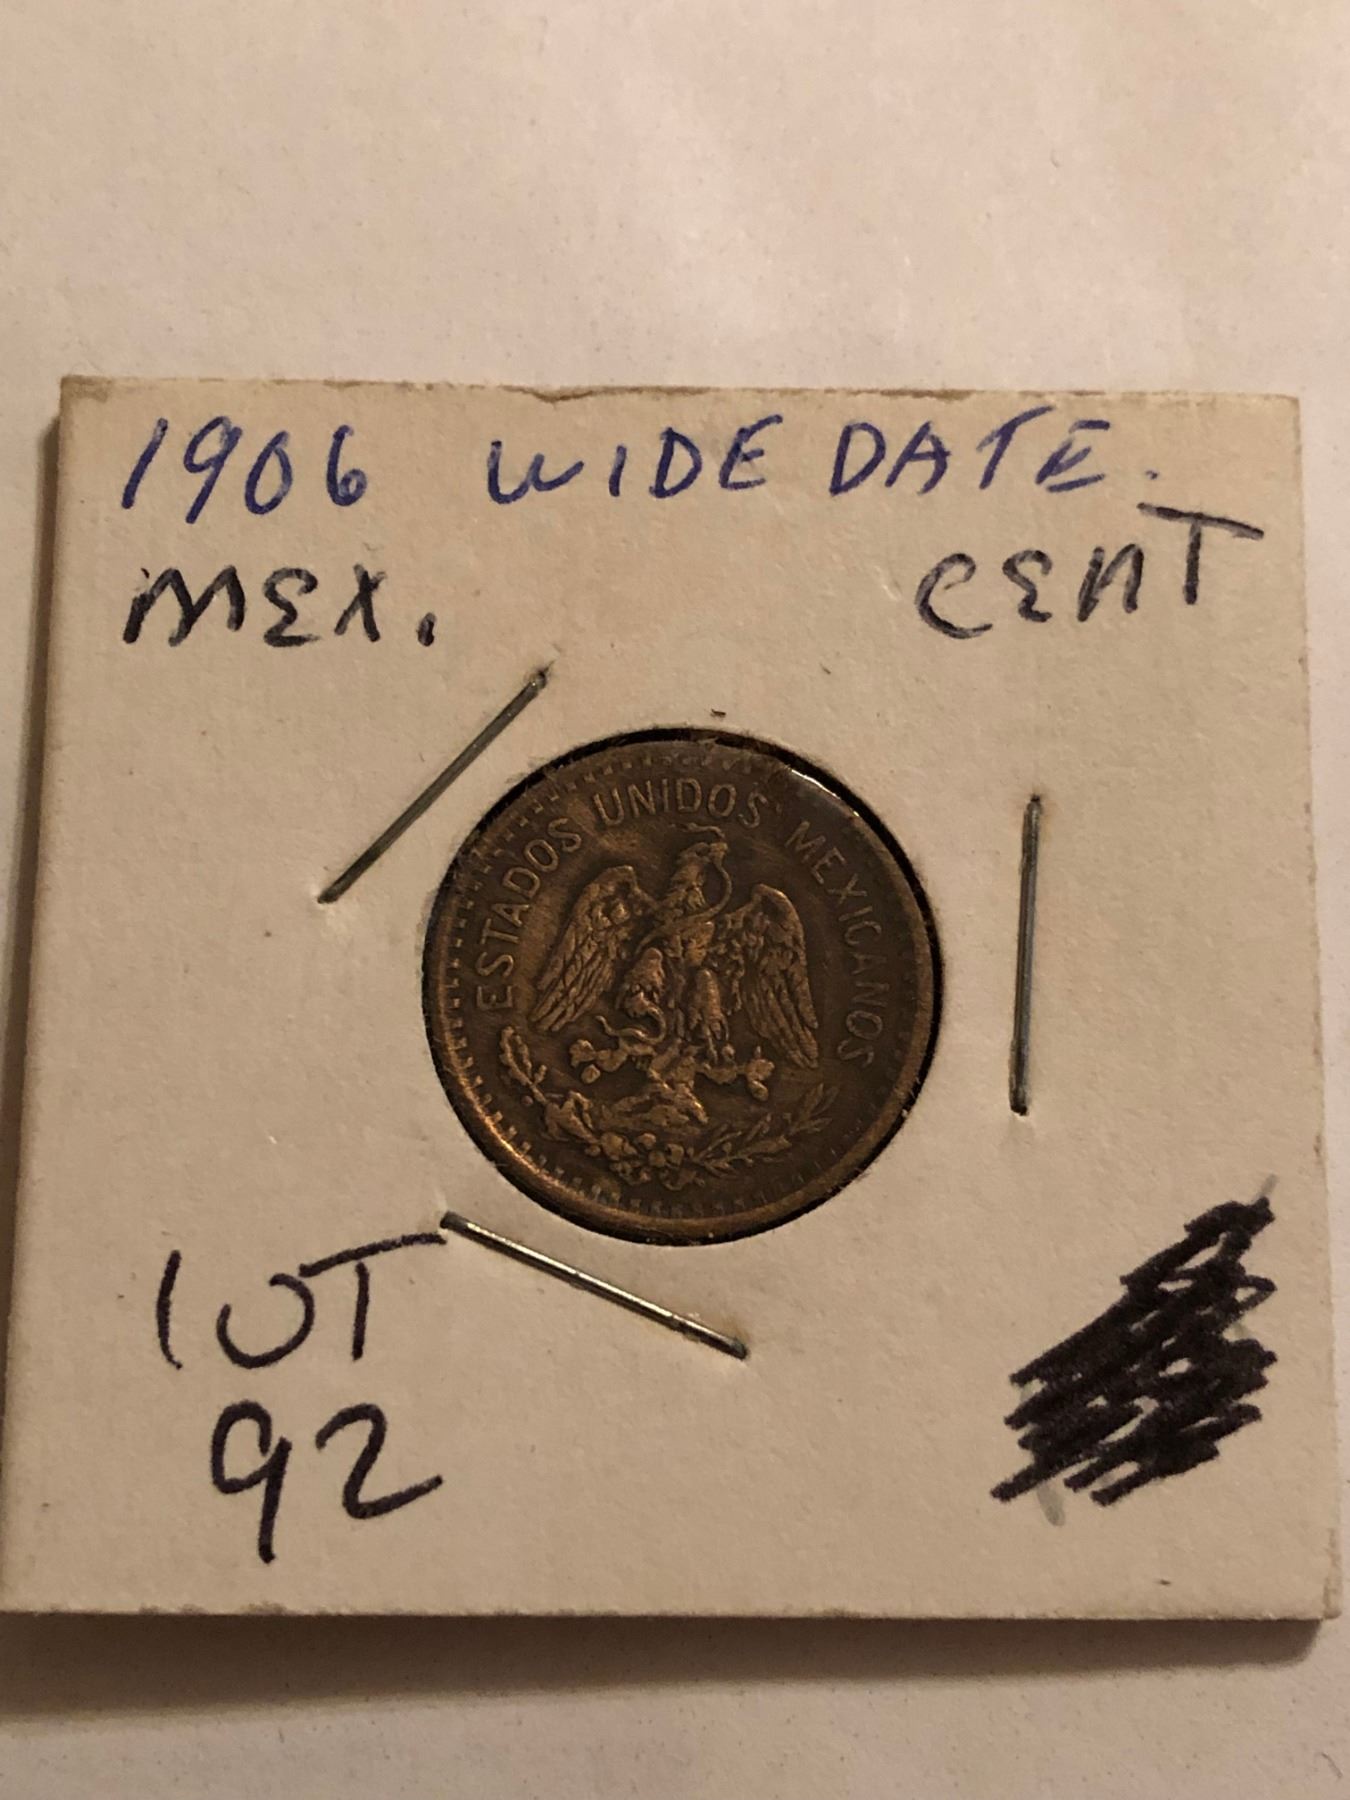 1906 WIDE DATE.
MEX. CENT
ESTADOS UNIDOS MEXICANOS
LOT
92